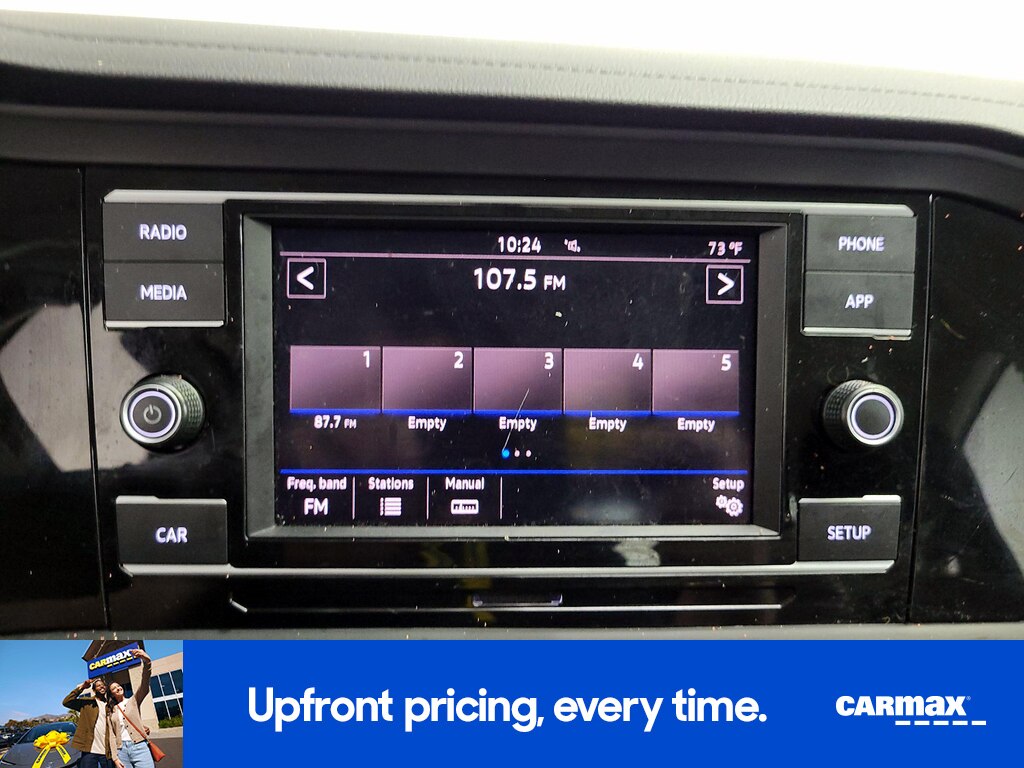 RADIO
MEDIA
CAR
PHONE
APP
SETUP
10:24 73 °F
< 107.5 FM >
1 2 3 4 5
87.7 FM Empty Empty Empty Empty
Freq. band Stations Manual Setup
FM
CARMAX
Upfront pricing, every time.
CARMAX